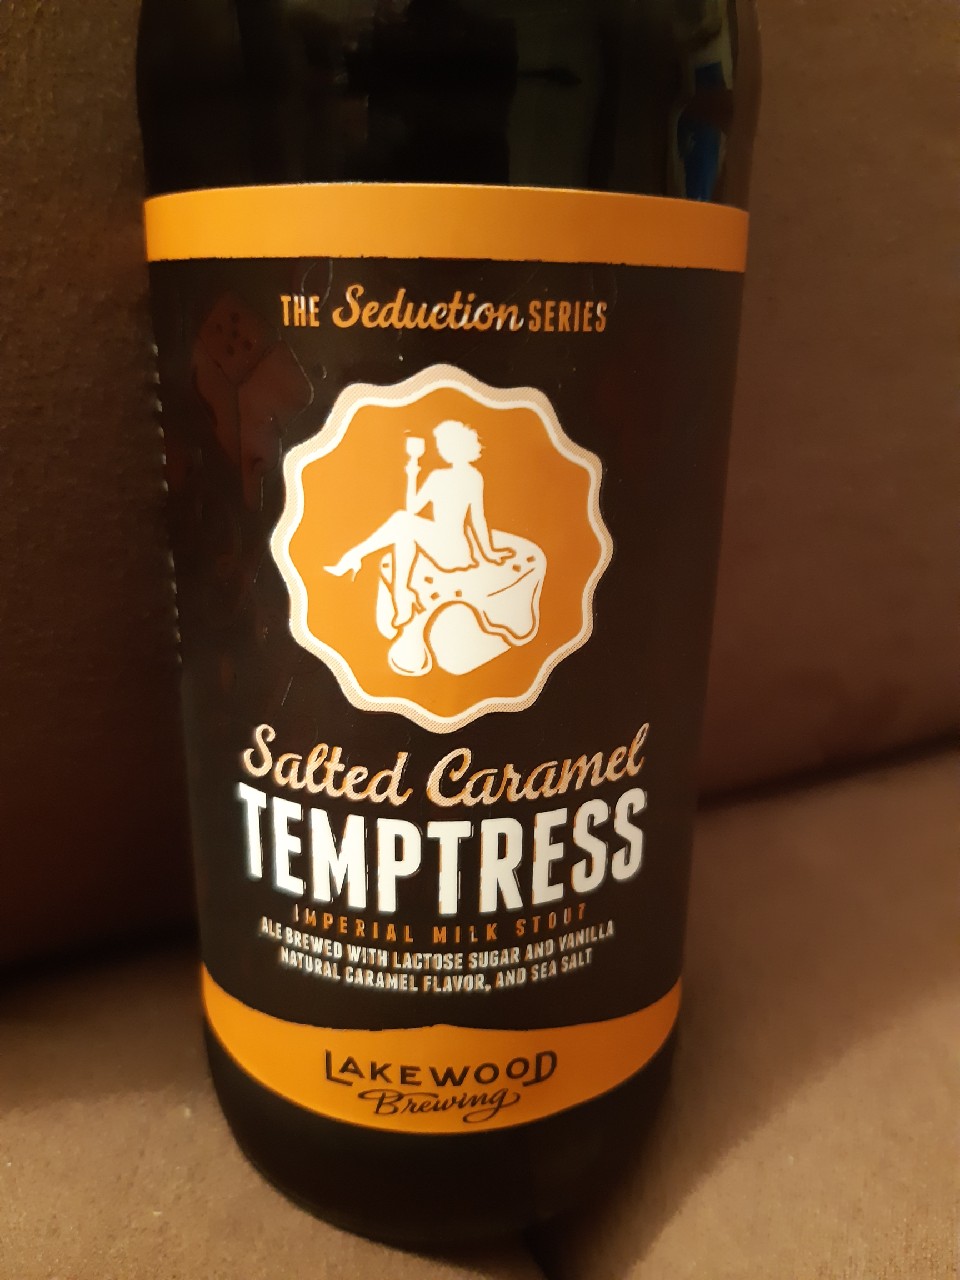 THE Seduction SERIES
Salted Caramel
TEMPTRESS
IMPERIAL MILK STOUT
ALE BREWED WITH LACTOSE SUGAR AND VANILLA
NATURAL CARAMEL FLAVOR, AND SEA SALT
LAKEWOOD
Brewing